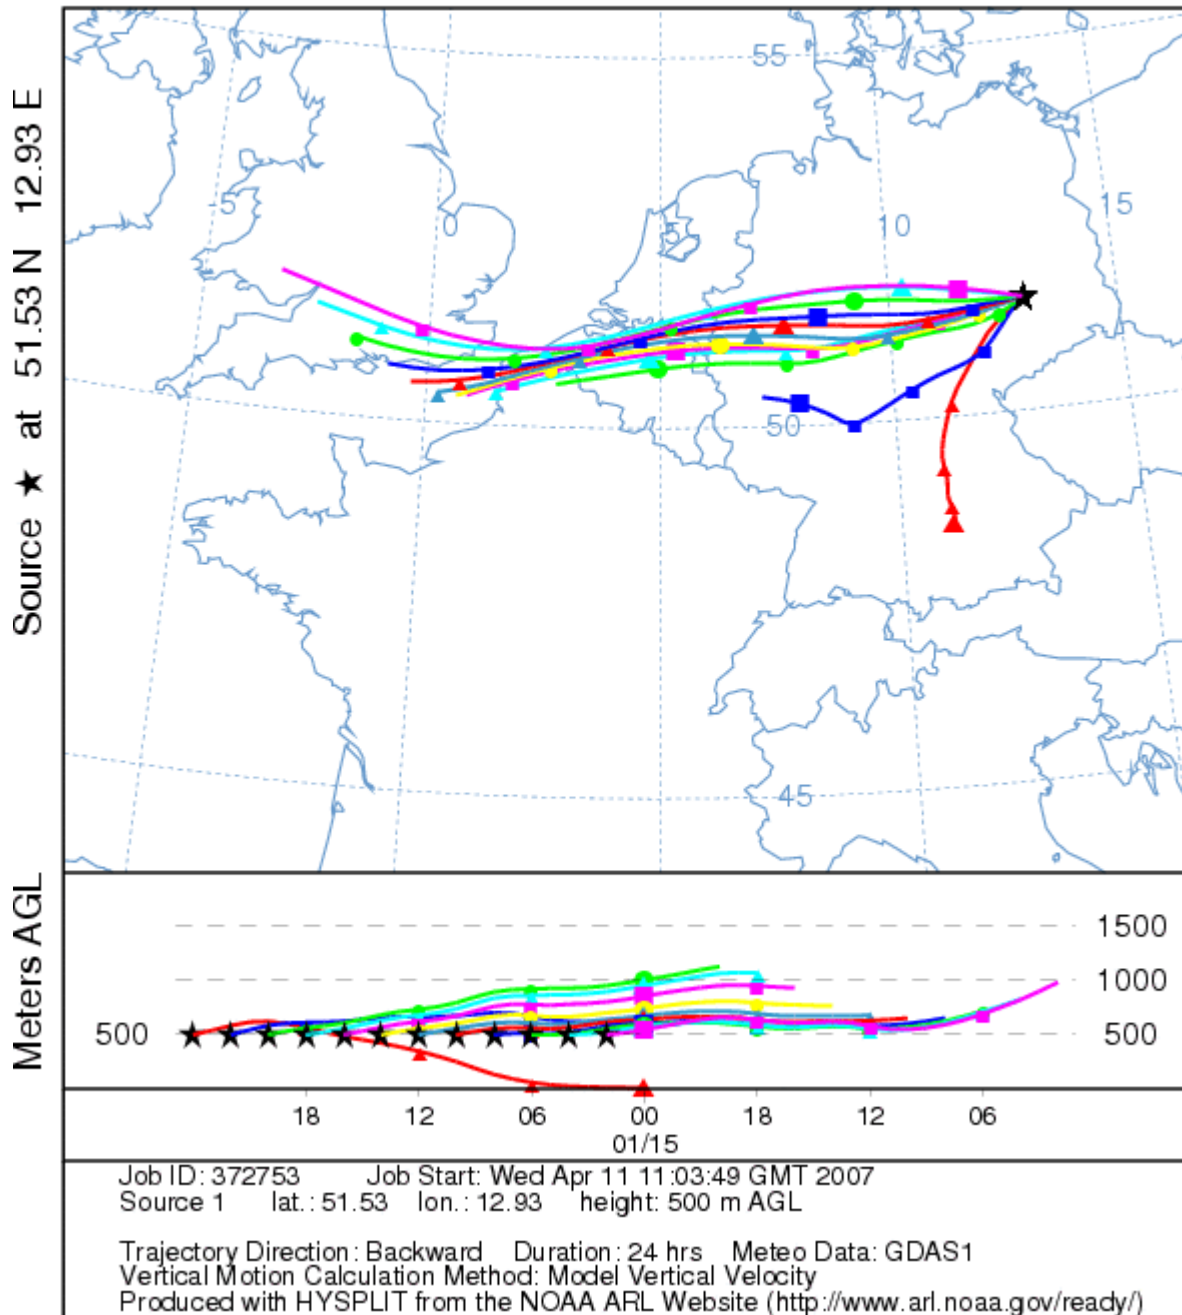 Source ★ at 51.53 N 12.93 E
55
-5
0
5
10
15
50
45
Meters AGL
1500
1000
500
500
18
12
06
00
18
12
06
01/15
Job ID: 372753 Job Start: Wed Apr 11 11:03:49 GMT 2007
Source 1 lat.: 51.53 lon.: 12.93 height: 500 m AGL
Trajectory Direction: Backward Duration: 24 hrs Meteo Data: GDAS1
Vertical Motion Calculation Method: Model Vertical Velocity
Produced with HYSPLIT from the NOAA ARL Website (http://www.arl.noaa.gov/ready/)